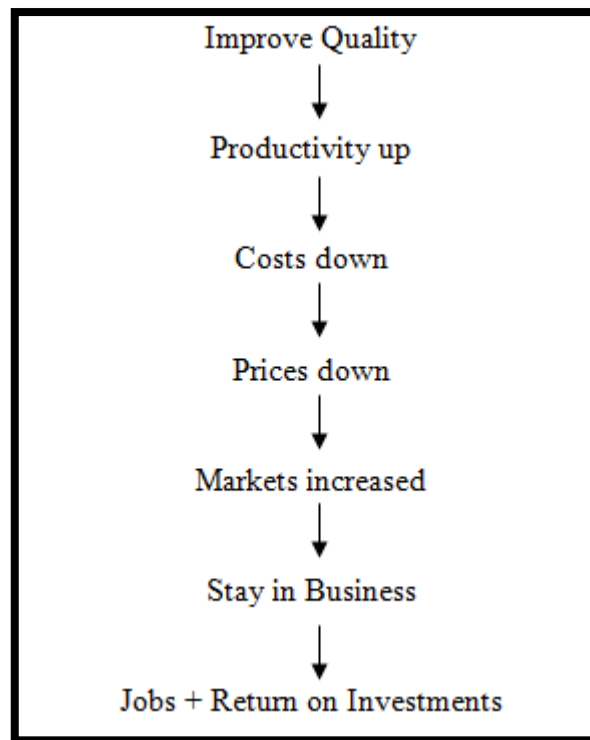 Improve Quality
Productivity up
Costs down
Prices down
Markets increased
Stay in Business
Jobs + Return on Investments